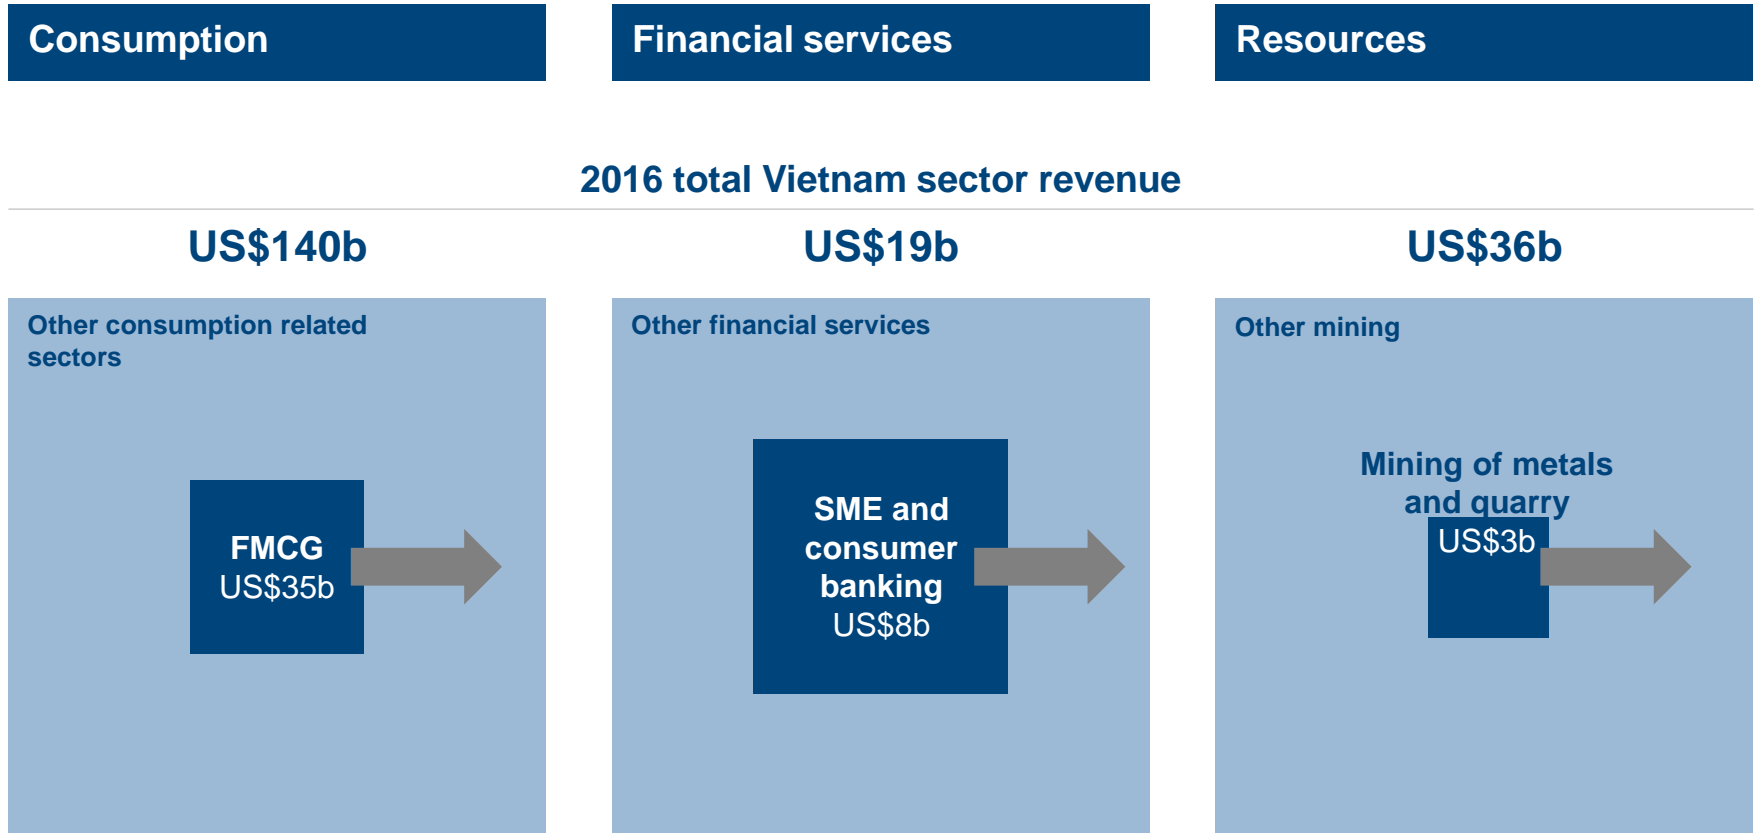 Consumption
Financial services
Resources
2016 total Vietnam sector revenue
US$140b
US$19b
US$36b
Other consumption related
sectors
FMCG
US$35b
Other financial services
SME and
consumer
banking
US$8b
Other mining
Mining of metals
and quarry
US$3b